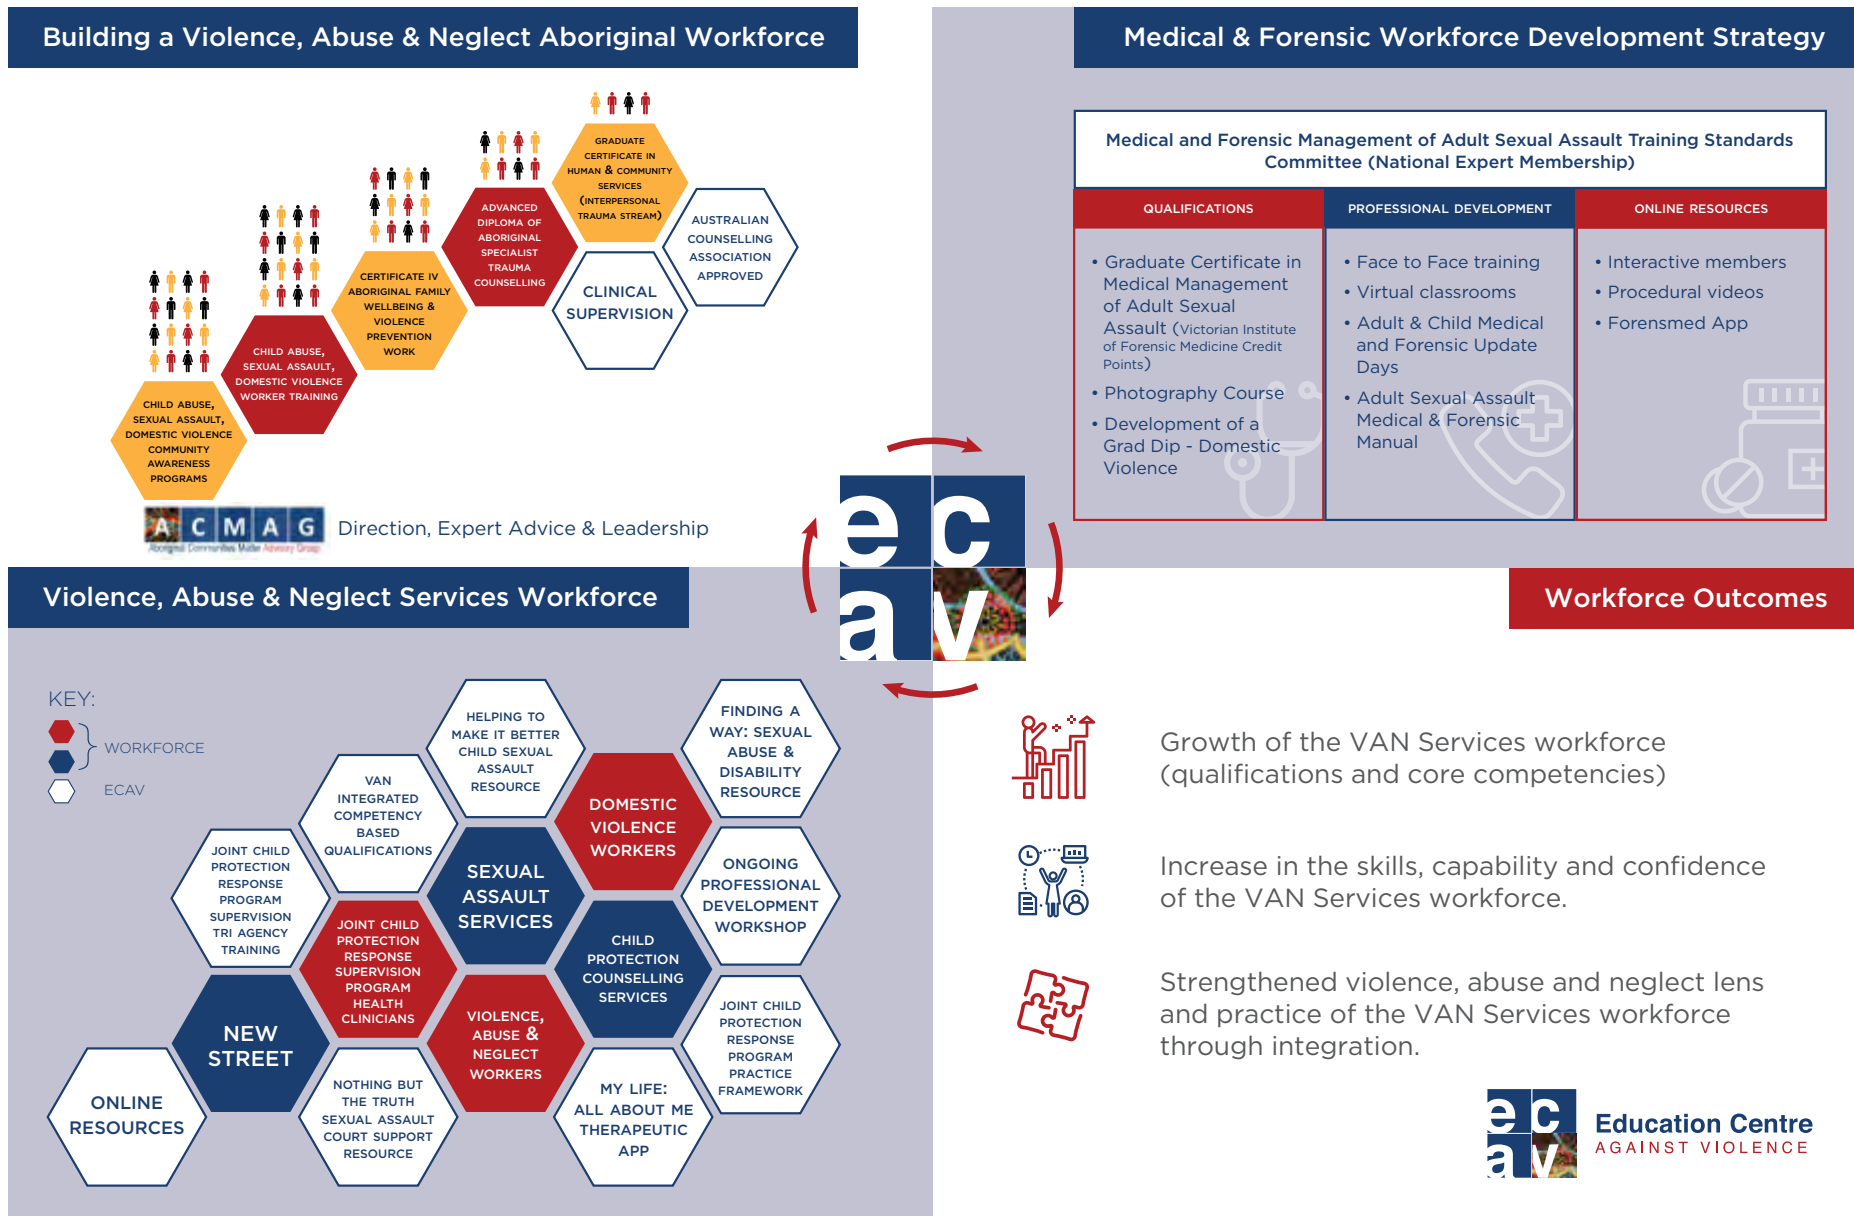 Building a Violence, Abuse & Neglect Aboriginal Workforce
GRADUATE
CERTIFICATE IN
HUMAN & COMMUNITY
SERVICES
(INTERPERSONAL
TRAUMA STREAM)
ADVANCED
DIPLOMA OF
ABORIGINAL
SPECIALIST
TRAUMA
COUNSELLING
AUSTRALIAN
COUNSELLING
ASSOCIATION
APPROVED
CLINICAL
SUPERVISION
CERTIFICATE IV
ABORIGINAL FAMILY
WELLBEING &
VIOLENCE
PREVENTION
WORK
CHILD ABUSE,
SEXUAL ASSAULT,
DOMESTIC VIOLENCE
WORKER TRAINING
CHILD ABUSE,
SEXUAL ASSAULT,
DOMESTIC VIOLENCE
COMMUNITY
AWARENESS
PROGRAMS
ACMAG
Aboriginal Communities Matter Advisory Group
Direction, Expert Advice & Leadership
Medical & Forensic Workforce Development Strategy
Medical and Forensic Management of Adult Sexual Assault Training Standards
Committee (National Expert Membership)
QUALIFICATIONS
• Graduate Certificate in
Medical Management
of Adult Sexual
Assault (Victorian Institute
of Forensic Medicine Credit
Points)
• Photography Course
• Development of a
Grad Dip - Domestic
Violence
PROFESSIONAL DEVELOPMENT
• Face to Face training
• Virtual classrooms
• Adult & Child Medical
and Forensic Update
Days
• Adult Sexual Assault
Medical & Forensic
Manual
ONLINE RESOURCES
• Interactive members
• Procedural videos
• Forensmed App
ec
av
Violence, Abuse & Neglect Services Workforce
KEY:
WORKFORCE
ECAV
HELPING TO
MAKE IT BETTER
CHILD SEXUAL
ASSAULT
RESOURCE
FINDING A
WAY: SEXUAL
ABUSE &
DISABILITY
RESOURCE
VAN
INTEGRATED
COMPETENCY
BASED
QUALIFICATIONS
DOMESTIC
VIOLENCE
WORKERS
JOINT CHILD
PROTECTION
RESPONSE
PROGRAM
SUPERVISION
TRI AGENCY
TRAINING
SEXUAL
ASSAULT
SERVICES
ONGOING
PROFESSIONAL
DEVELOPMENT
WORKSHOP
JOINT CHILD
PROTECTION
RESPONSE
SUPERVISION
PROGRAM
HEALTH
CLINICIANS
CHILD
PROTECTION
COUNSELLING
SERVICES
NEW
STREET
VIOLENCE,
ABUSE &
NEGLECT
WORKERS
JOINT CHILD
PROTECTION
RESPONSE
PROGRAM
PRACTICE
FRAMEWORK
ONLINE
RESOURCES
NOTHING BUT
THE TRUTH
SEXUAL ASSAULT
COURT SUPPORT
RESOURCE
MY LIFE:
ALL ABOUT ME
THERAPEUTIC
APP
Workforce Outcomes
Growth of the VAN Services workforce
(qualifications and core competencies)
Increase in the skills, capability and confidence
of the VAN Services workforce.
Strengthened violence, abuse and neglect lens
and practice of the VAN Services workforce
through integration.
ec
av
Education Centre
AGAINST VIOLENCE